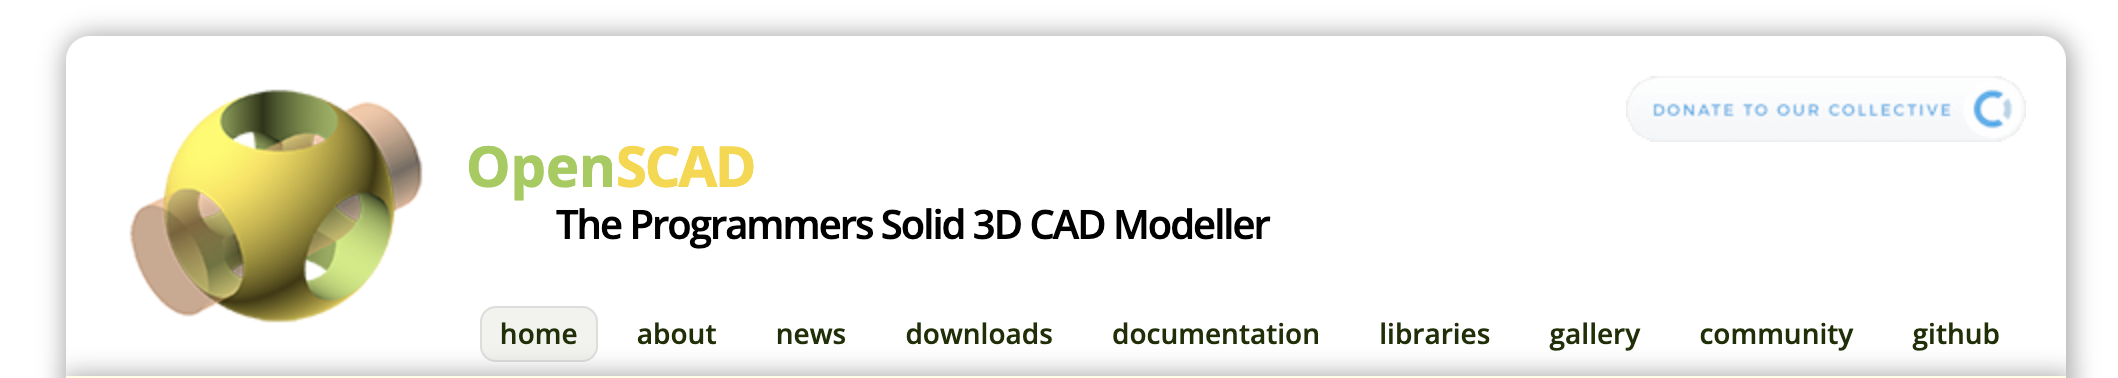 DONATE TO OUR COLLECTIVE
OpenSCAD
The Programmers Solid 3D CAD Modeller
home about news downloads documentation libraries gallery community github